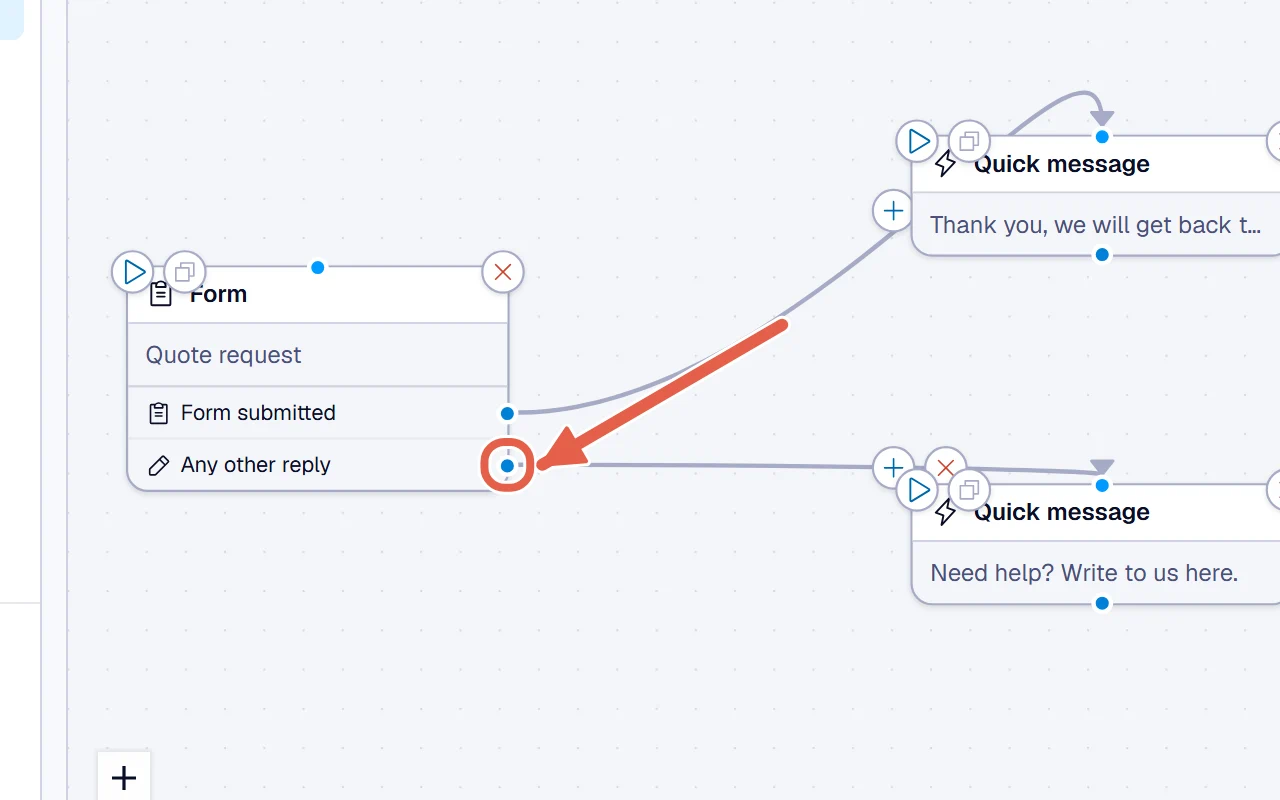 Quick message
Thank you, we will get back t...
Form
Quote request
Form submitted
Any other reply
Quick message
Need help? Write to us here.